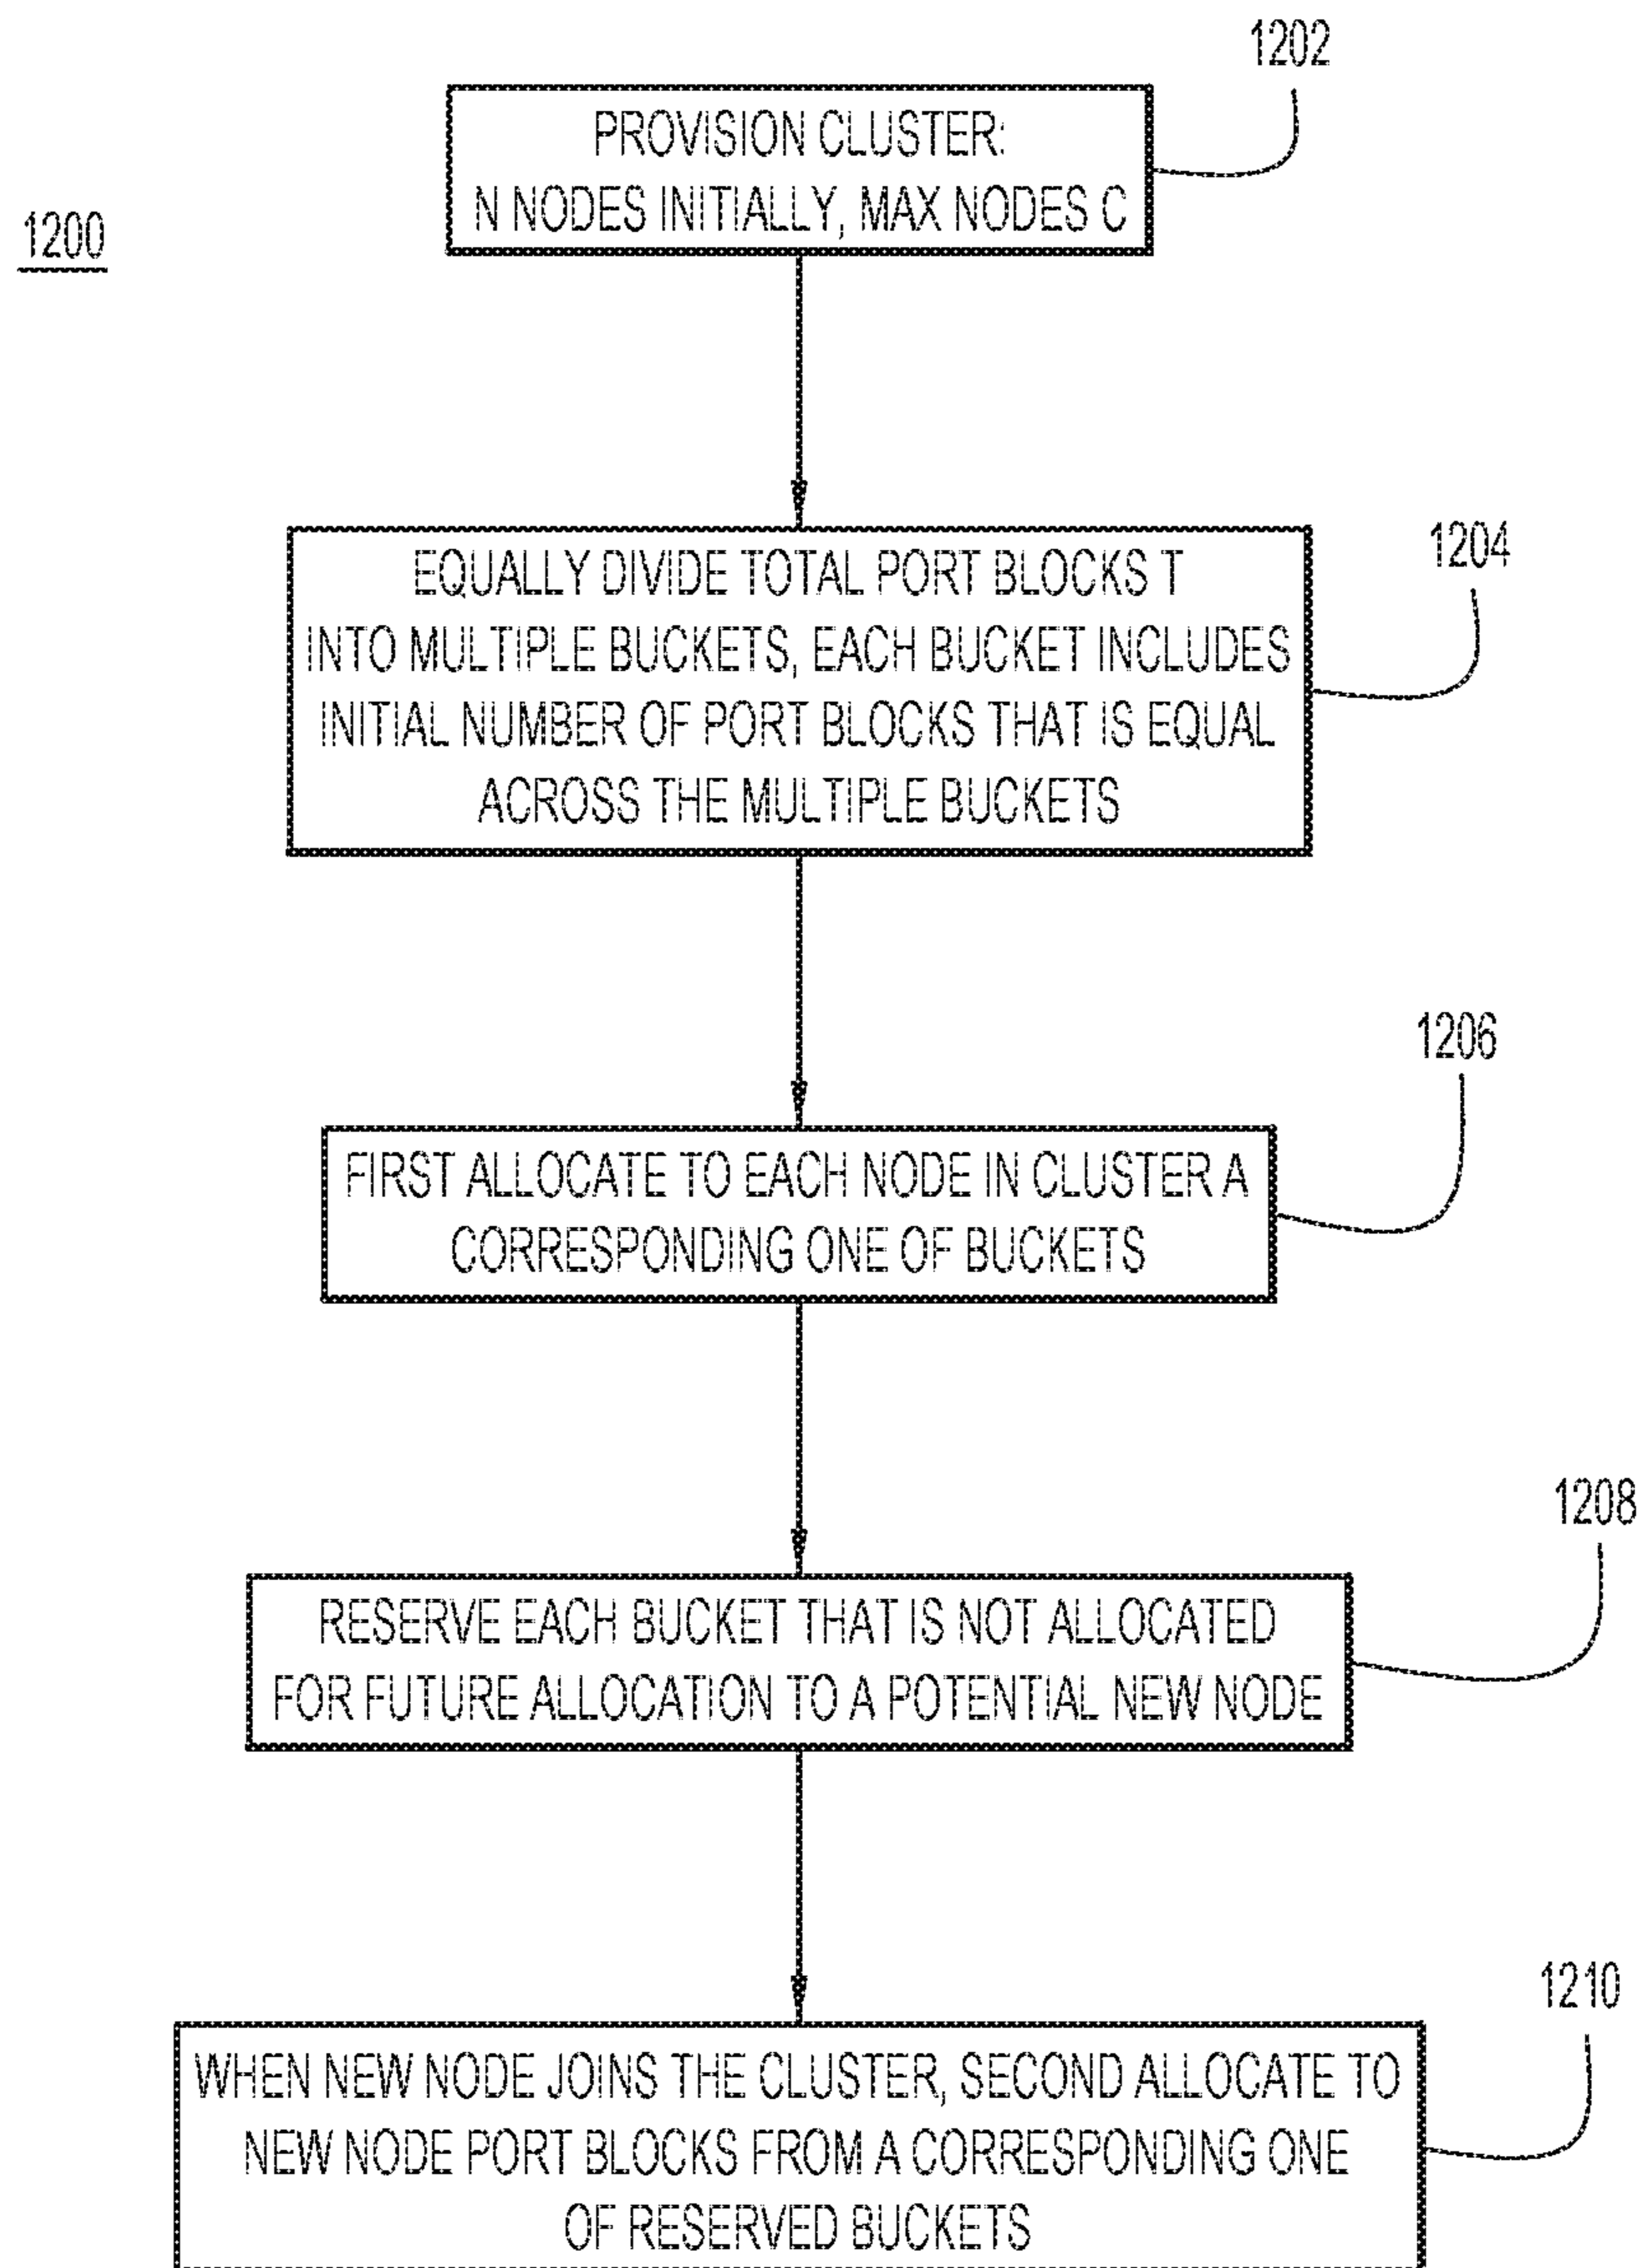 1202
PROVISION CLUSTER:
N NODES INITIALLY, MAX NODES C
1200
1204
EQUALLY DIVIDE TOTAL PORT BLOCKS T
INTO MULTIPLE BUCKETS, EACH BUCKET INCLUDES
INITIAL NUMBER OF PORT BLOCKS THAT IS EQUAL
ACROSS THE MULTIPLE BUCKETS
1206
FIRST ALLOCATE TO EACH NODE IN CLUSTER A
CORRESPONDING ONE OF BUCKETS
1208
RESERVE EACH BUCKET THAT IS NOT ALLOCATED
FOR FUTURE ALLOCATION TO A POTENTIAL NEW NODE
1210
WHEN NEW NODE JOINS THE CLUSTER, SECOND ALLOCATE TO
NEW NODE PORT BLOCKS FROM A CORRESPONDING ONE
OF RESERVED BUCKETS